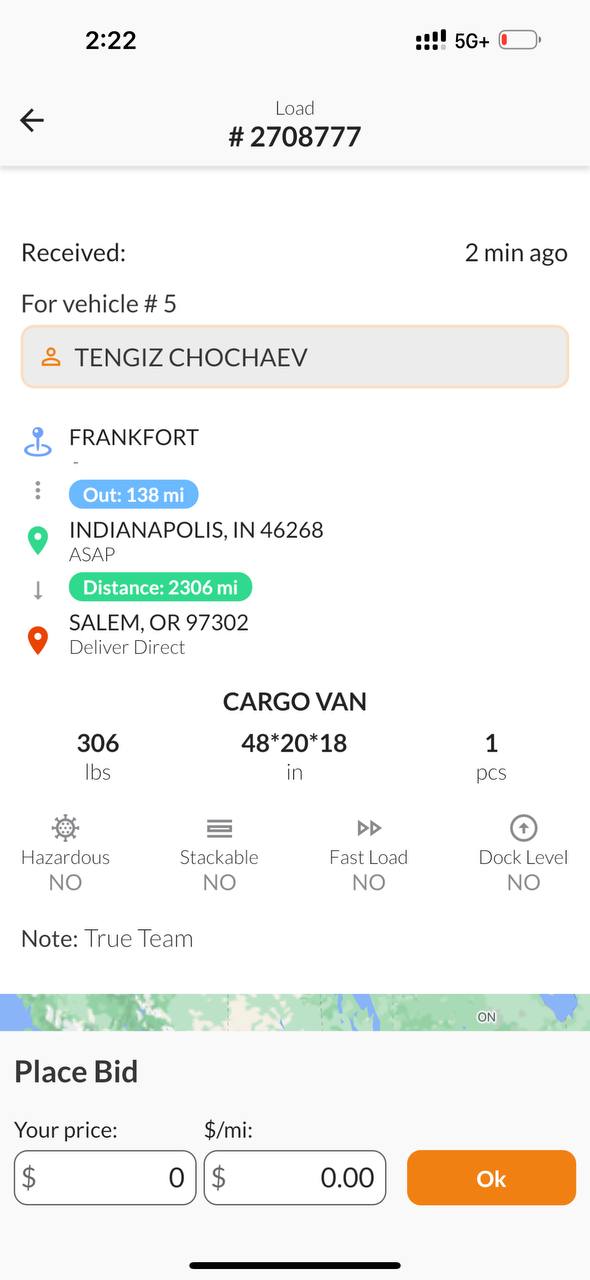 2:22 5G+
Load
# 2708777
Received: 2 min ago
For vehicle # 5
TENGIZ CHOCHAEV
FRANKFORT
-
Out: 138 mi
INDIANAPOLIS, IN 46268
ASAP
Distance: 2306 mi
SALEM, OR 97302
Deliver Direct
CARGO VAN
306 48*20*18 1
lbs in pcs
Hazardous Stackable Fast Load Dock Level
NO NO NO NO
Note: True Team
ON
Place Bid
Your price: $/mi:
$ 0 $ 0.00 Ok